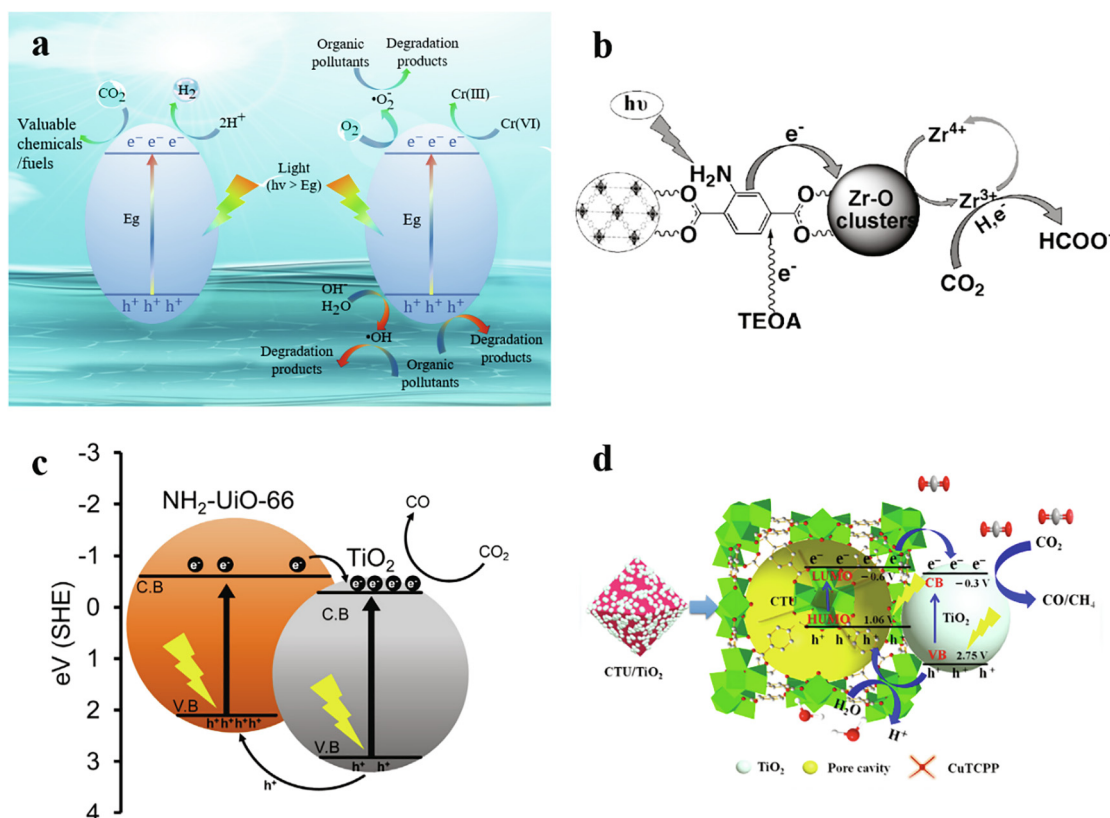 a
CO2
H2
2H+
Valuable
chemicals
/fuels
e− e− e−
Eg
h+ h+ h+
Light
(hv > Eg)
Organic
pollutants
Degradation
products
•O2−
O2
Cr(III)
Cr(VI)
e− e− e−
Eg
h+ h+ h+
OH−
H2O
•OH
Degradation
products
Organic
pollutants
Degradation
products
b
hυ
H2N
e-
O
O
O
O
Zr-O
clusters
Zr4+
Zr3+
H,e-
HCOO-
CO2
e-
TEOA
c
eV (SHE)
-3
-2
-1
0
1
2
3
4
NH2-UiO-66
e- e- e-
C.B
V.B
h+h+h+h+
TiO2
e- e- e- e-
C.B
V.B
h+ h+
h+
CO
CO2
d
CTU/TiO2
CTU
e− e− e− e−
LUMO
−0.6 V
HUMO
1.06 V
h+ h+ h+ h+
e− e− e−
CB
−0.3 V
TiO2
VB
2.75 V
h+ h+ h+
CO2
CO/CH4
H2O
H+
TiO2
Pore cavity
CuTCPP